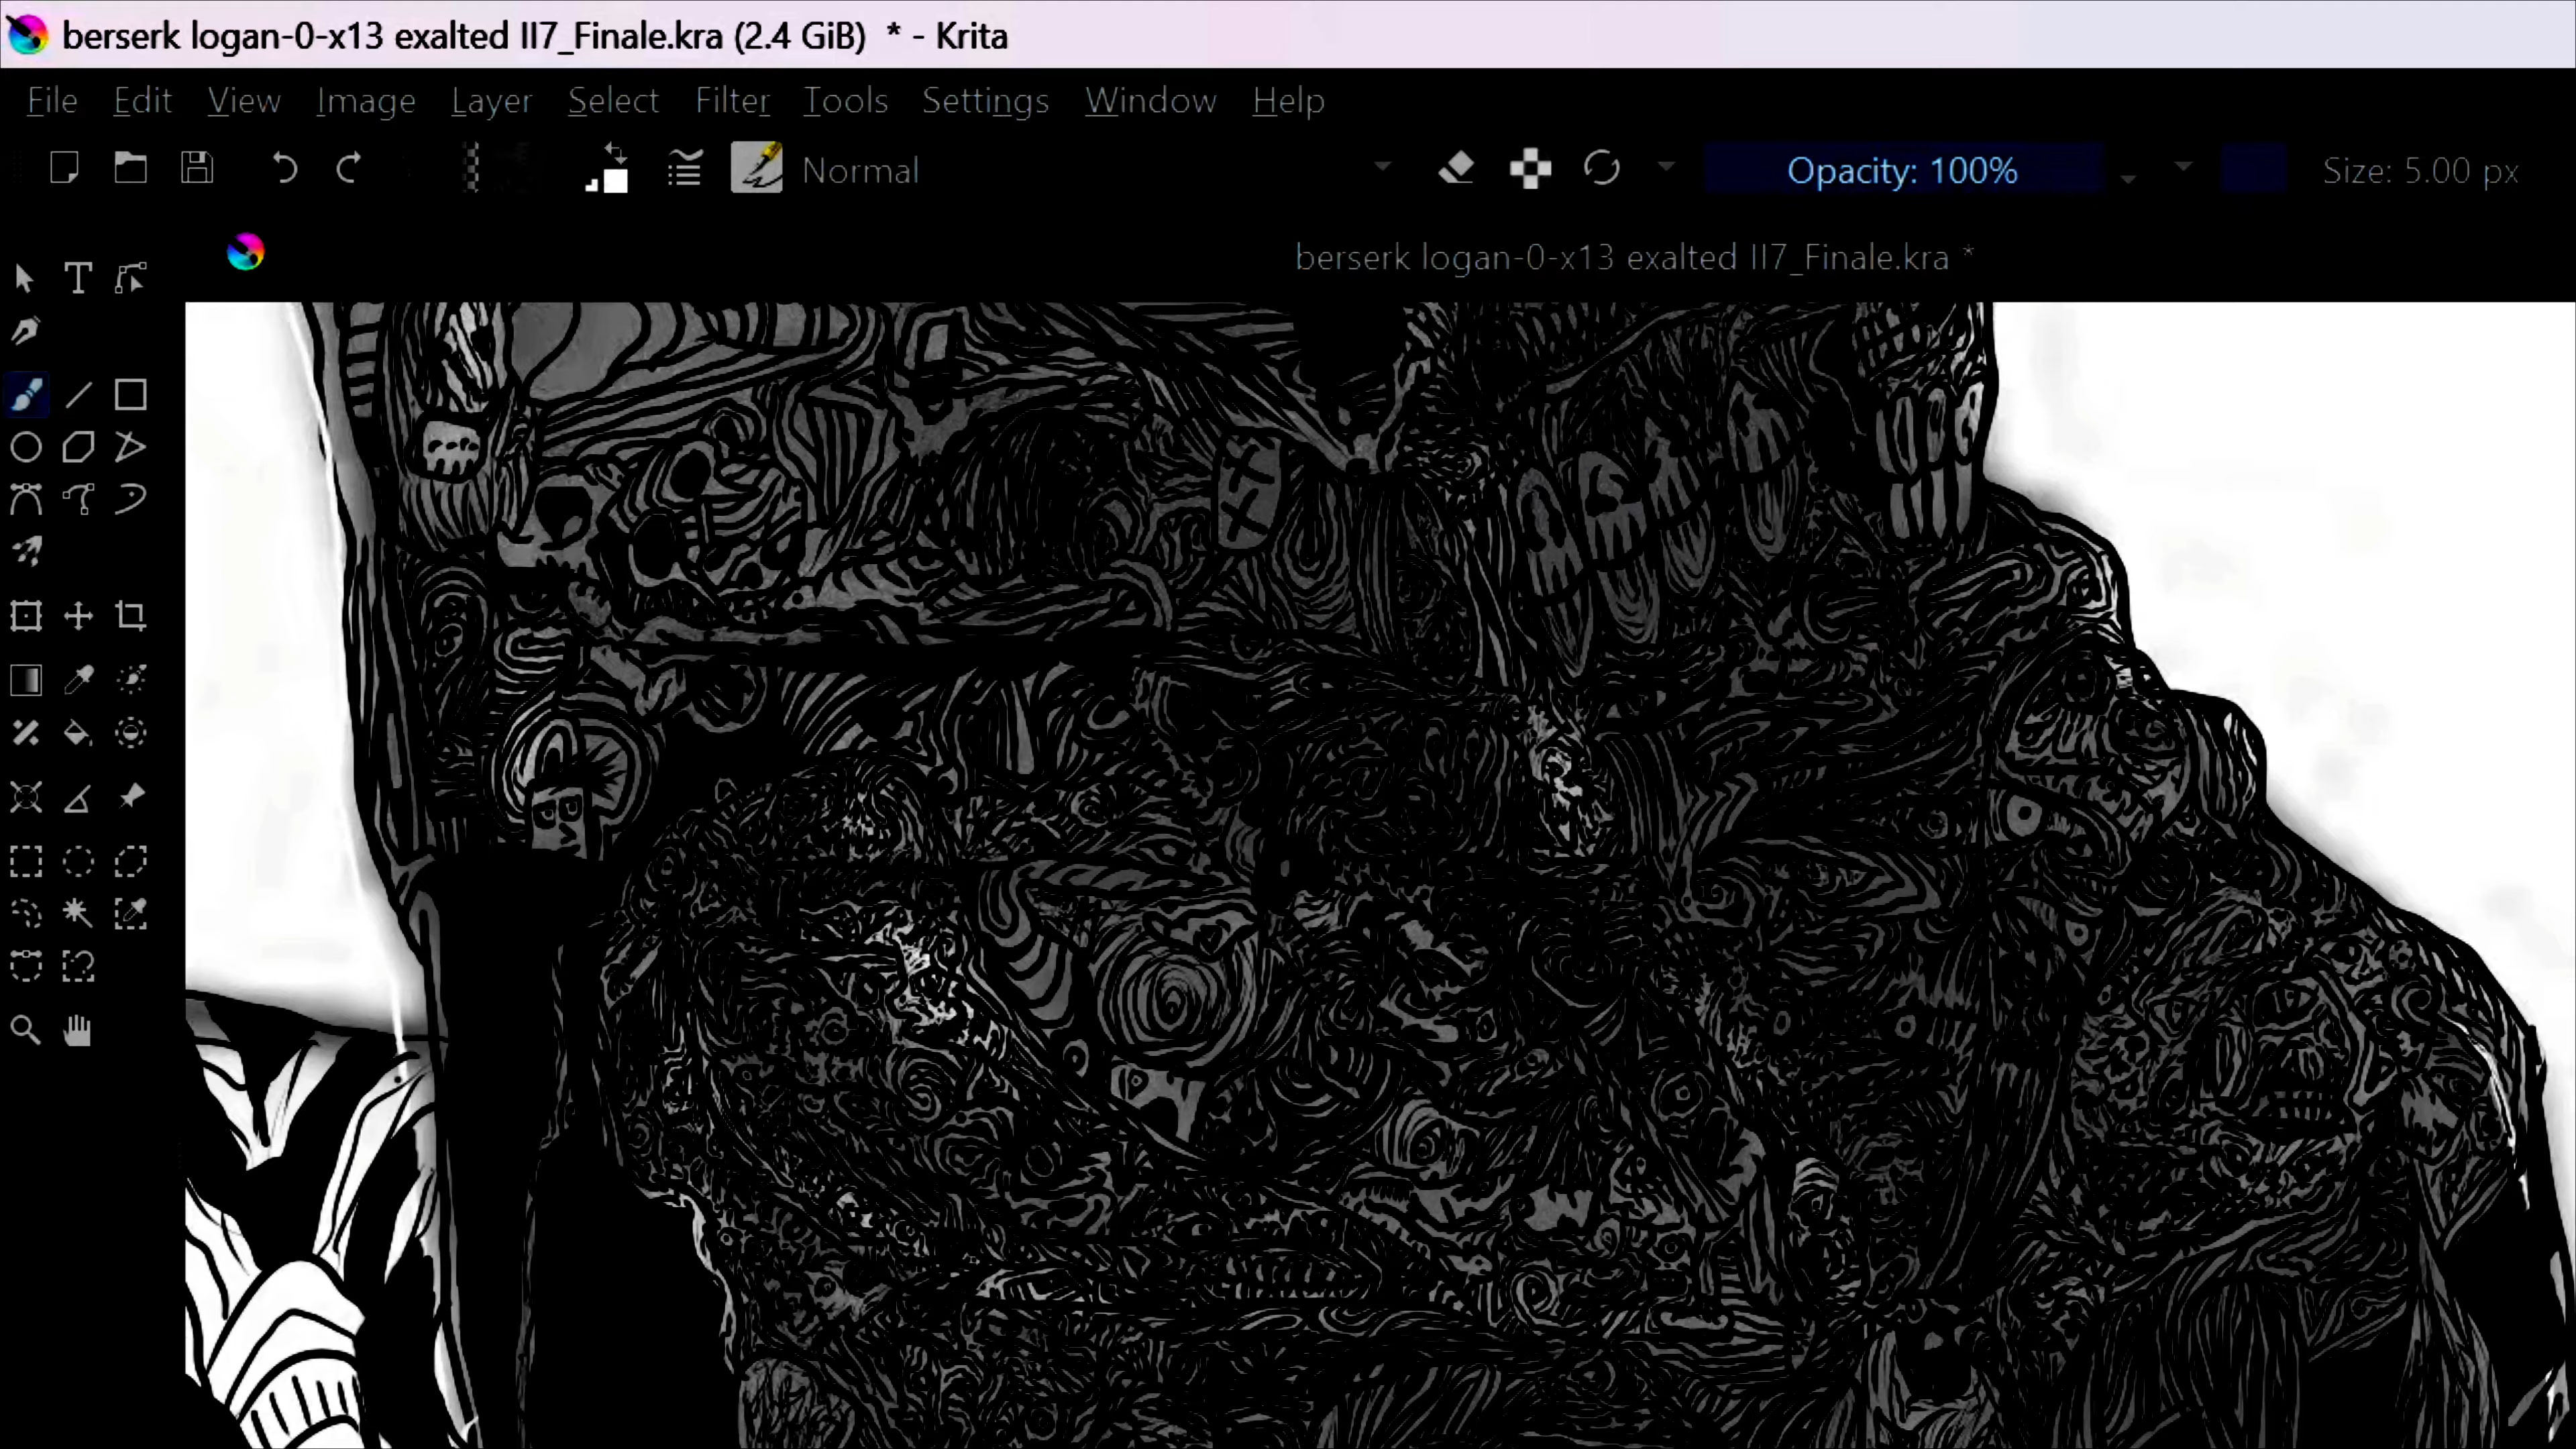 berserk logan-0-x13 exalted II7_Finale.kra (2.4 GiB) * - Krita
File Edit View Image Layer Select Filter Tools Settings Window Help
Normal Opacity: 100% Size: 5.00 px
berserk logan-0-x13 exalted II7_Finale.kra *